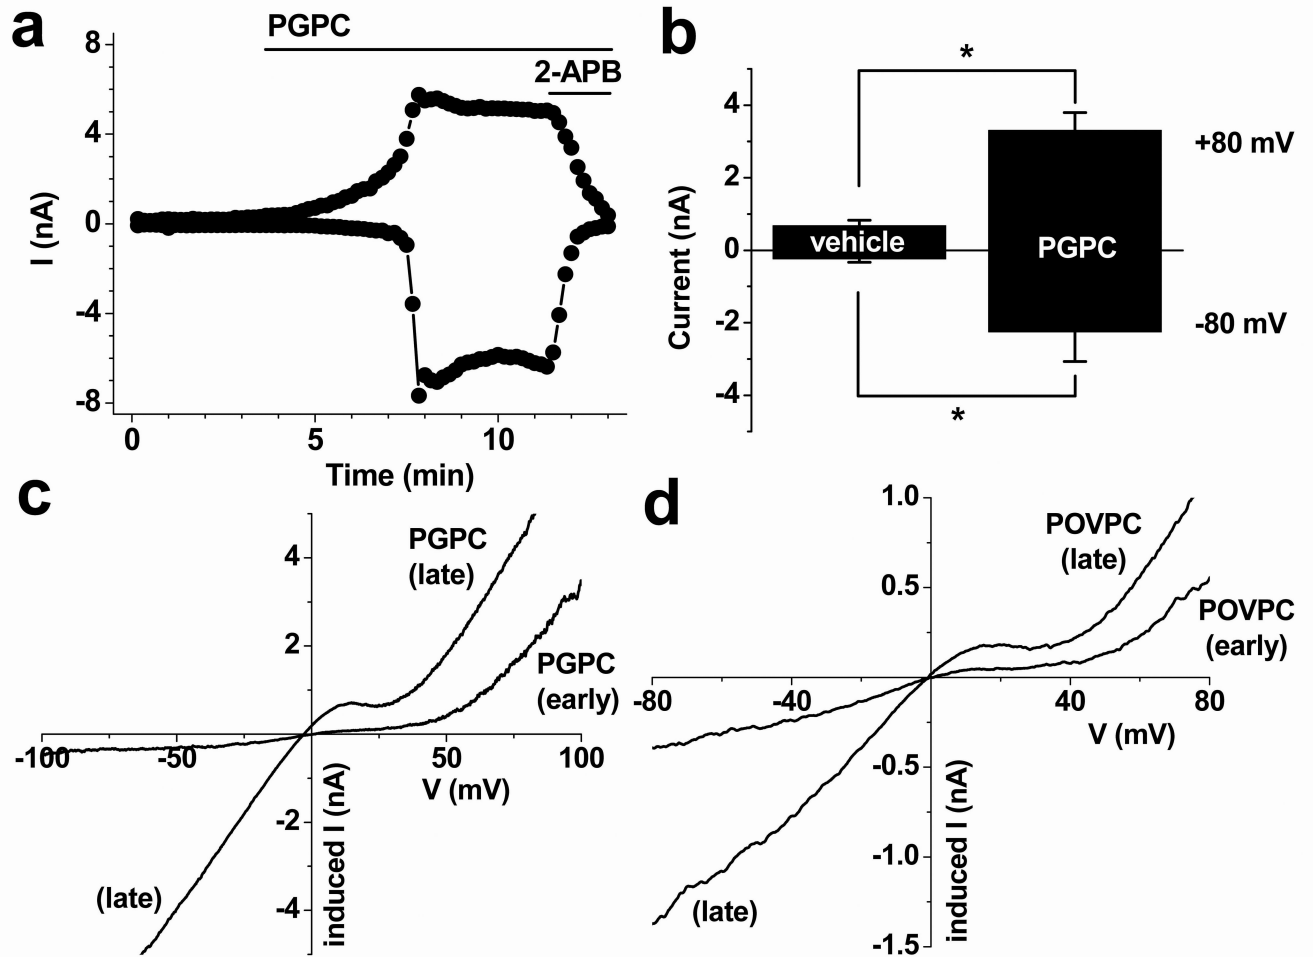 a
PGPC
2-APB
8
4
0
-4
-8
I (nA)
0
5
10
Time (min)
b
*
4
2
0
-2
-4
Current (nA)
vehicle
PGPC
+80 mV
-80 mV
*
c
PGPC
(late)
4
2
PGPC
(early)
-100
-50
50
100
V (mV)
-2
-4
induced I (nA)
(late)
d
1.0
POVPC
(late)
0.5
POVPC
(early)
-80
-40
40
80
V (mV)
-0.5
-1.0
-1.5
induced I (nA)
(late)